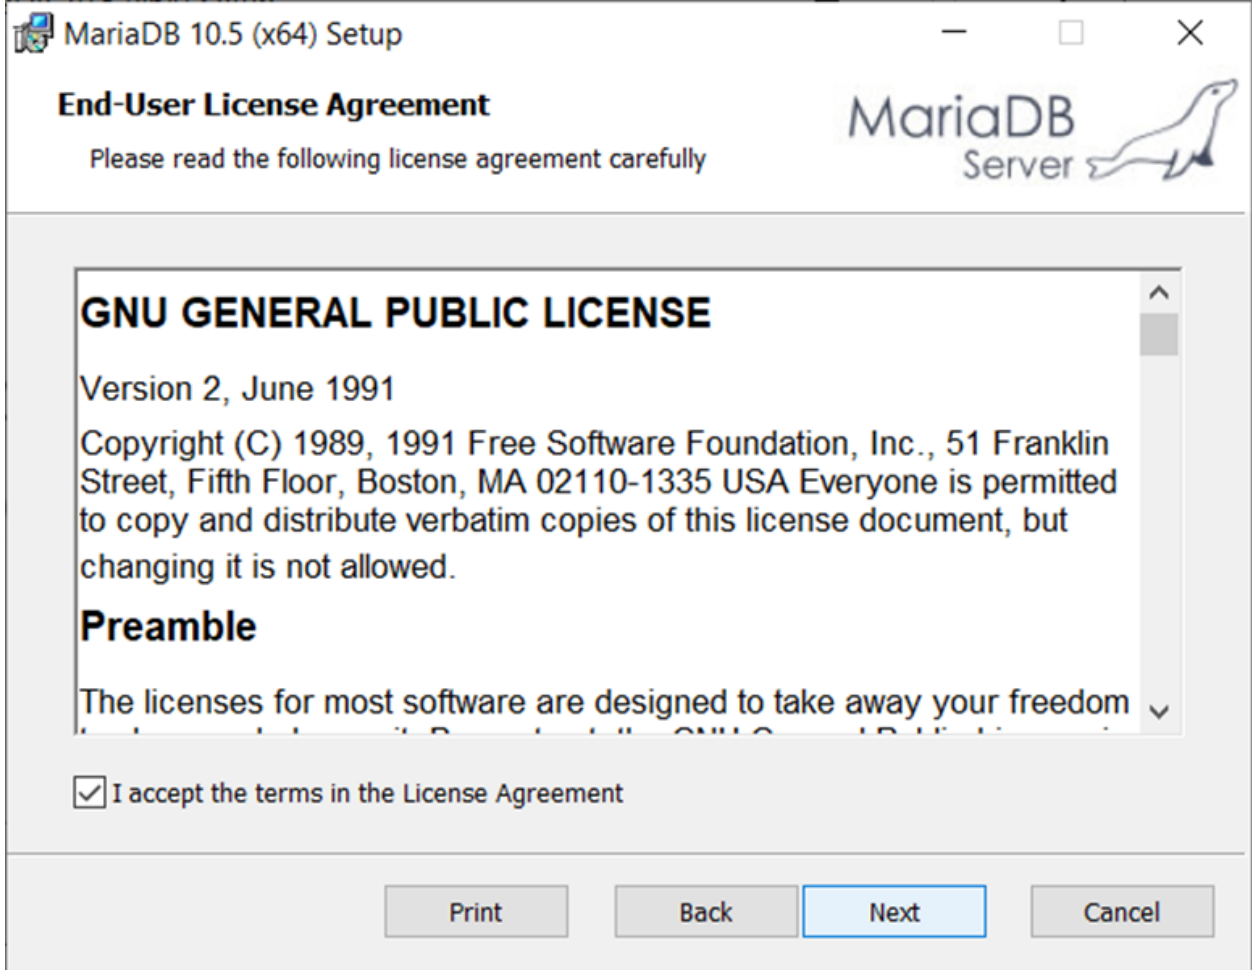 MariaDB 10.5 (x64) Setup
End-User License Agreement
Please read the following license agreement carefully
MariaDB
Server
GNU GENERAL PUBLIC LICENSE
Version 2, June 1991
Copyright (C) 1989, 1991 Free Software Foundation, Inc., 51 Franklin
Street, Fifth Floor, Boston, MA 02110-1335 USA Everyone is permitted
to copy and distribute verbatim copies of this license document, but
changing it is not allowed.
Preamble
The licenses for most software are designed to take away your freedom
I accept the terms in the License Agreement
Print
Back
Next
Cancel